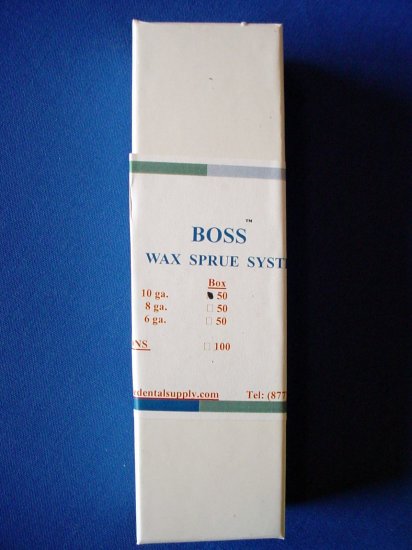 BOSS™
WAX SPRUE SYST
Box
10 ga. 50
8 ga. 50
6 ga. 50
NS 100
dentalsupply.com Tel: (877